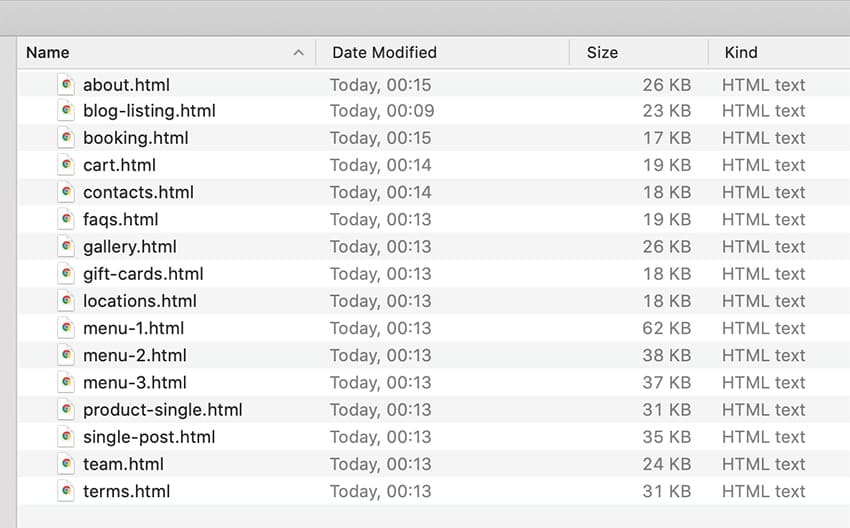 Name Date Modified Size Kind
about.html Today, 00:15 26 KB HTML text
blog-listing.html Today, 00:09 23 KB HTML text
booking.html Today, 00:15 17 KB HTML text
cart.html Today, 00:14 19 KB HTML text
contacts.html Today, 00:14 18 KB HTML text
faqs.html Today, 00:13 19 KB HTML text
gallery.html Today, 00:13 26 KB HTML text
gift-cards.html Today, 00:13 18 KB HTML text
locations.html Today, 00:13 18 KB HTML text
menu-1.html Today, 00:13 62 KB HTML text
menu-2.html Today, 00:13 38 KB HTML text
menu-3.html Today, 00:13 37 KB HTML text
product-single.html Today, 00:13 31 KB HTML text
single-post.html Today, 00:13 35 KB HTML text
team.html Today, 00:13 24 KB HTML text
terms.html Today, 00:13 31 KB HTML text